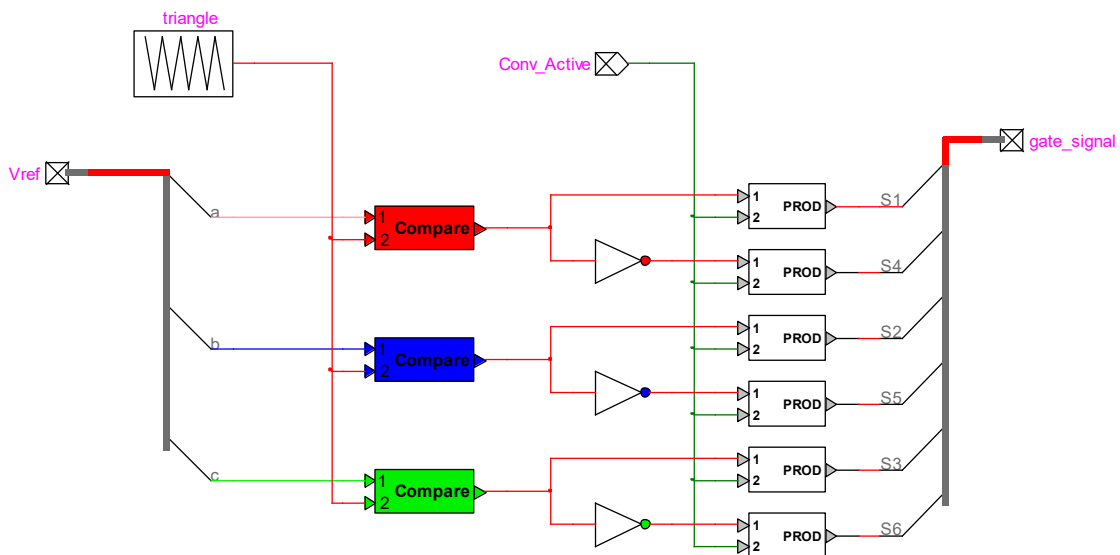 triangle
Conv_Active
Vref
gate_signal
a
1
2
Compare
1
2
PROD
S1
1
2
PROD
S4
b
1
2
Compare
1
2
PROD
S2
1
2
PROD
S5
c
1
2
Compare
1
2
PROD
S3
1
2
PROD
S6